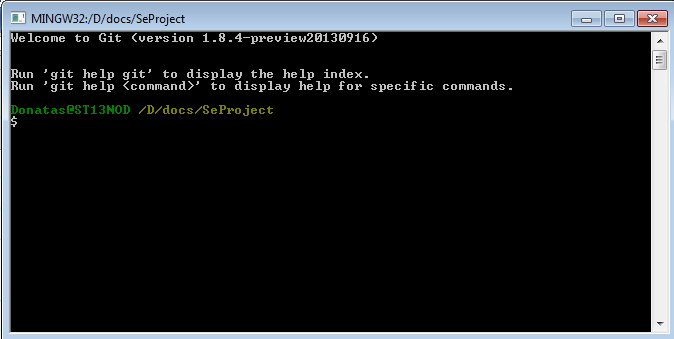 MINGW32:/D/docs/SeProject
Welcome to Git (version 1.8.4-preview20130916)
Run 'git help git' to display the help index.
Run 'git help <command>' to display help for specific commands.
Donatas@ST13NOD /D/docs/SeProject
$